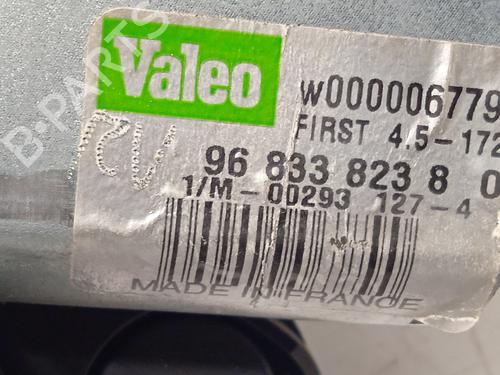 Valeo
W000006779
FIRST 4.5-172
12V
96 833 823 8 0
1/M-00293 127-4
MADE IN FRANCE
B-PARTS